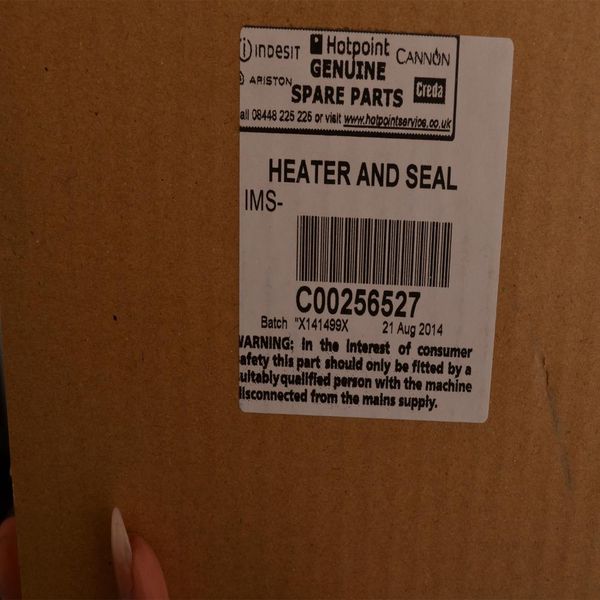 iNDESIT Hotpoint CANNON
ARISTON GENUINE Creda
SPARE PARTS
all 08448 225 225 or visit www.hotpointservice.co.uk
HEATER AND SEAL
IMS-
C00256527
Batch "X141499X 21 Aug 2014
WARNING: in the interest of consumer
afety this part should only be fitted by a
uitably qualified person with the machine
disconnected from the mains supply.